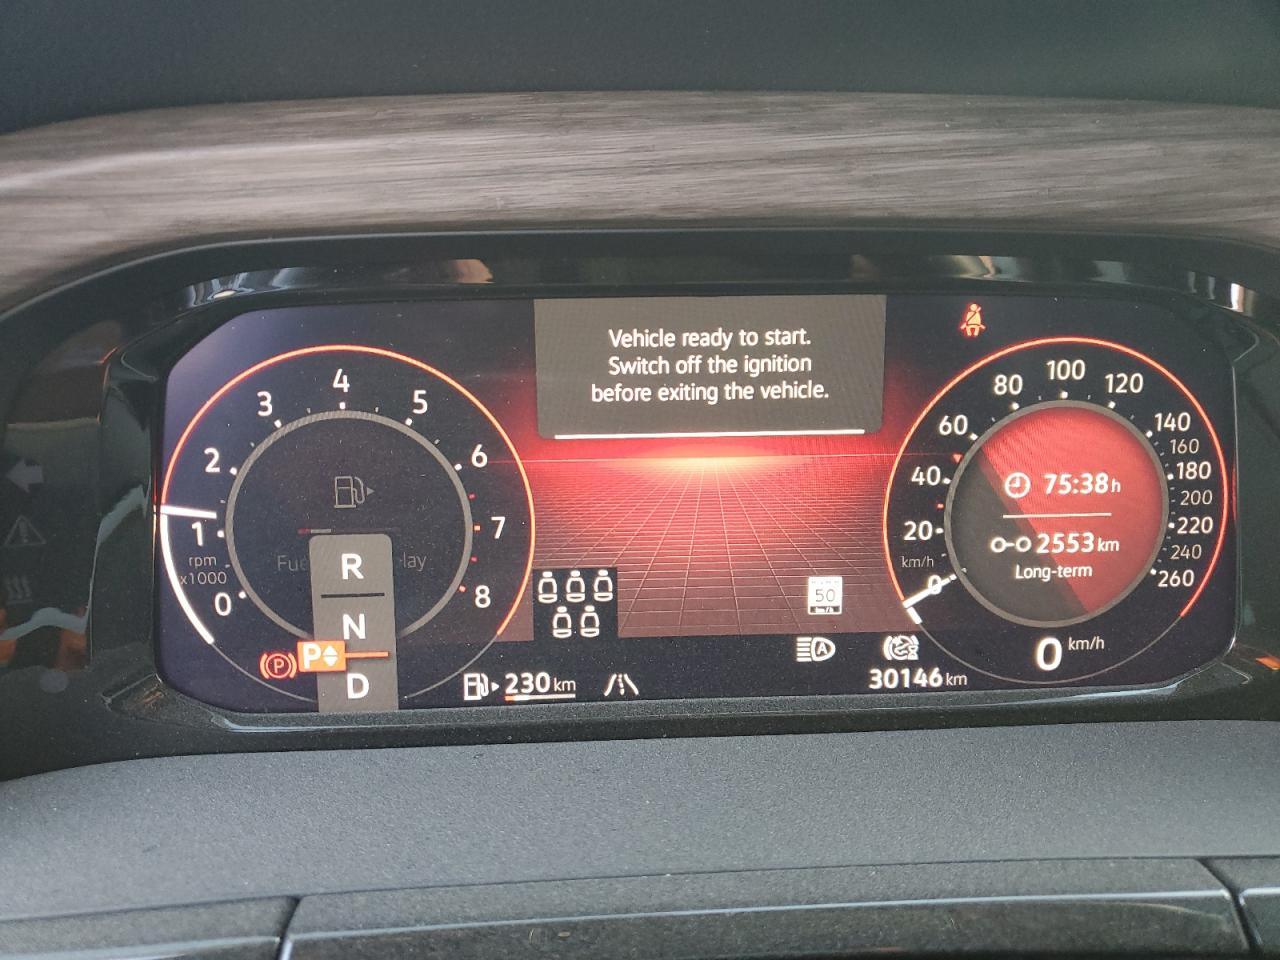 Vehicle ready to start.
Switch off the ignition
before exiting the vehicle.
0
1
2
3
4
5
6
7
8
rpm
x1000
R
N
P
D
P
230 km
50
km/h
A
30146 km
0
20
40
60
80
100
120
140
160
180
200
220
240
260
km/h
75:38 h
2553 km
Long-term
0 km/h